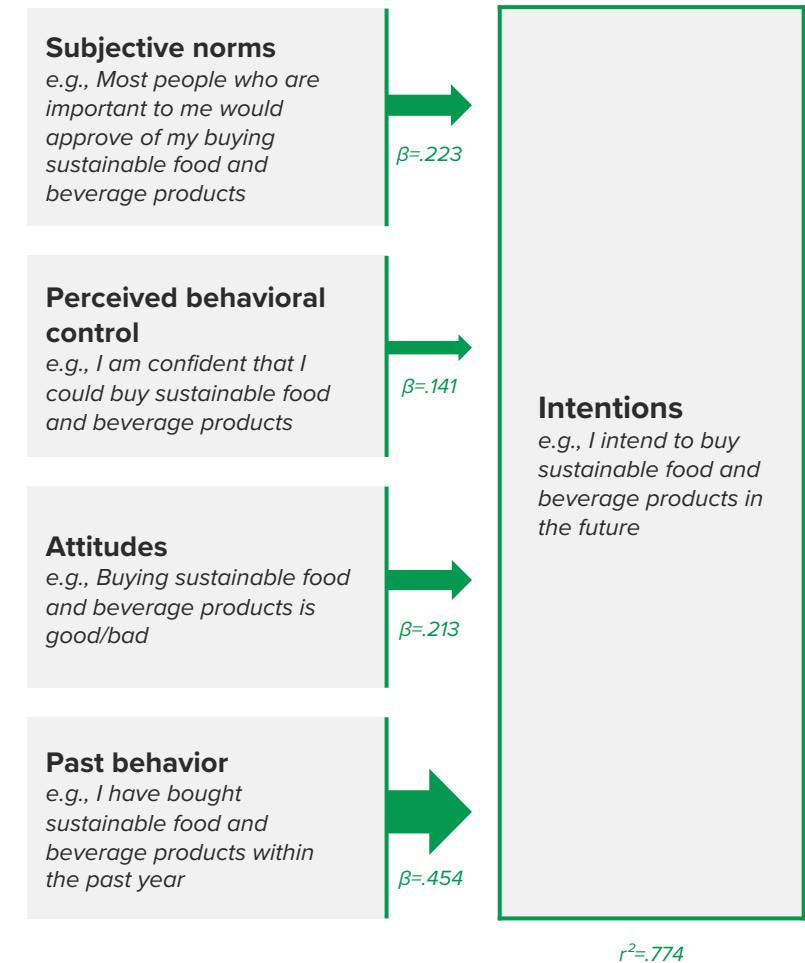 Subjective norms
e.g., Most people who are
important to me would
approve of my buying
sustainable food and
beverage products
β=.223
Perceived behavioral
control
e.g., I am confident that I
could buy sustainable food
and beverage products
β=.141
Attitudes
e.g., Buying sustainable food
and beverage products is
good/bad
β=.213
Past behavior
e.g., I have bought
sustainable food and
beverage products within
the past year
β=.454
Intentions
e.g., I intend to buy
sustainable food and
beverage products in
the future
r²=.774